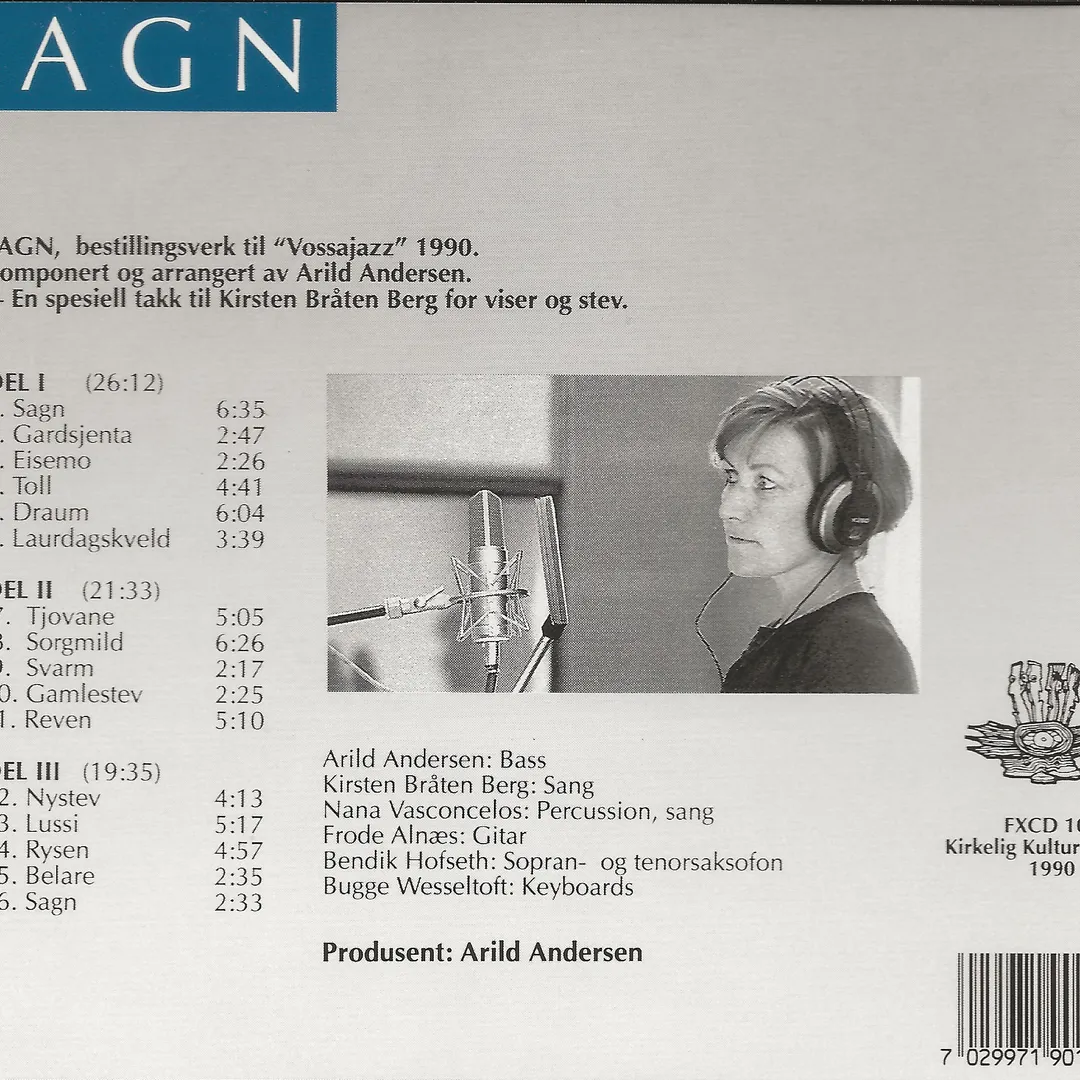 AGN
AGN, bestillingsverk til “Vossajazz” 1990.
omponert og arrangert av Arild Andersen.
- En spesiell takk til Kirsten Bråten Berg for viser og stev.
DEL I (26:12)
. Sagn 6:35
. Gardsjenta 2:47
. Eisemo 2:26
. Toll 4:41
. Draum 6:04
. Laurdagskveld 3:39
DEL II (21:33)
7. Tjovane 5:05
8. Sorgmild 6:26
9. Svarm 2:17
0. Gamlestev 2:25
1. Reven 5:10
DEL III (19:35)
2. Nystev 4:13
3. Lussi 5:17
4. Rysen 4:57
5. Belare 2:35
6. Sagn 2:33
Arild Andersen: Bass
Kirsten Bråten Berg: Sang
Nana Vasconcelos: Percussion, sang
Frode Alnæs: Gitar
Bendik Hofseth: Sopran- og tenorsaksofon
Bugge Wesseltoft: Keyboards
Produsent: Arild Andersen
FXCD 10
Kirkelig Kultur
1990
7 029971 901